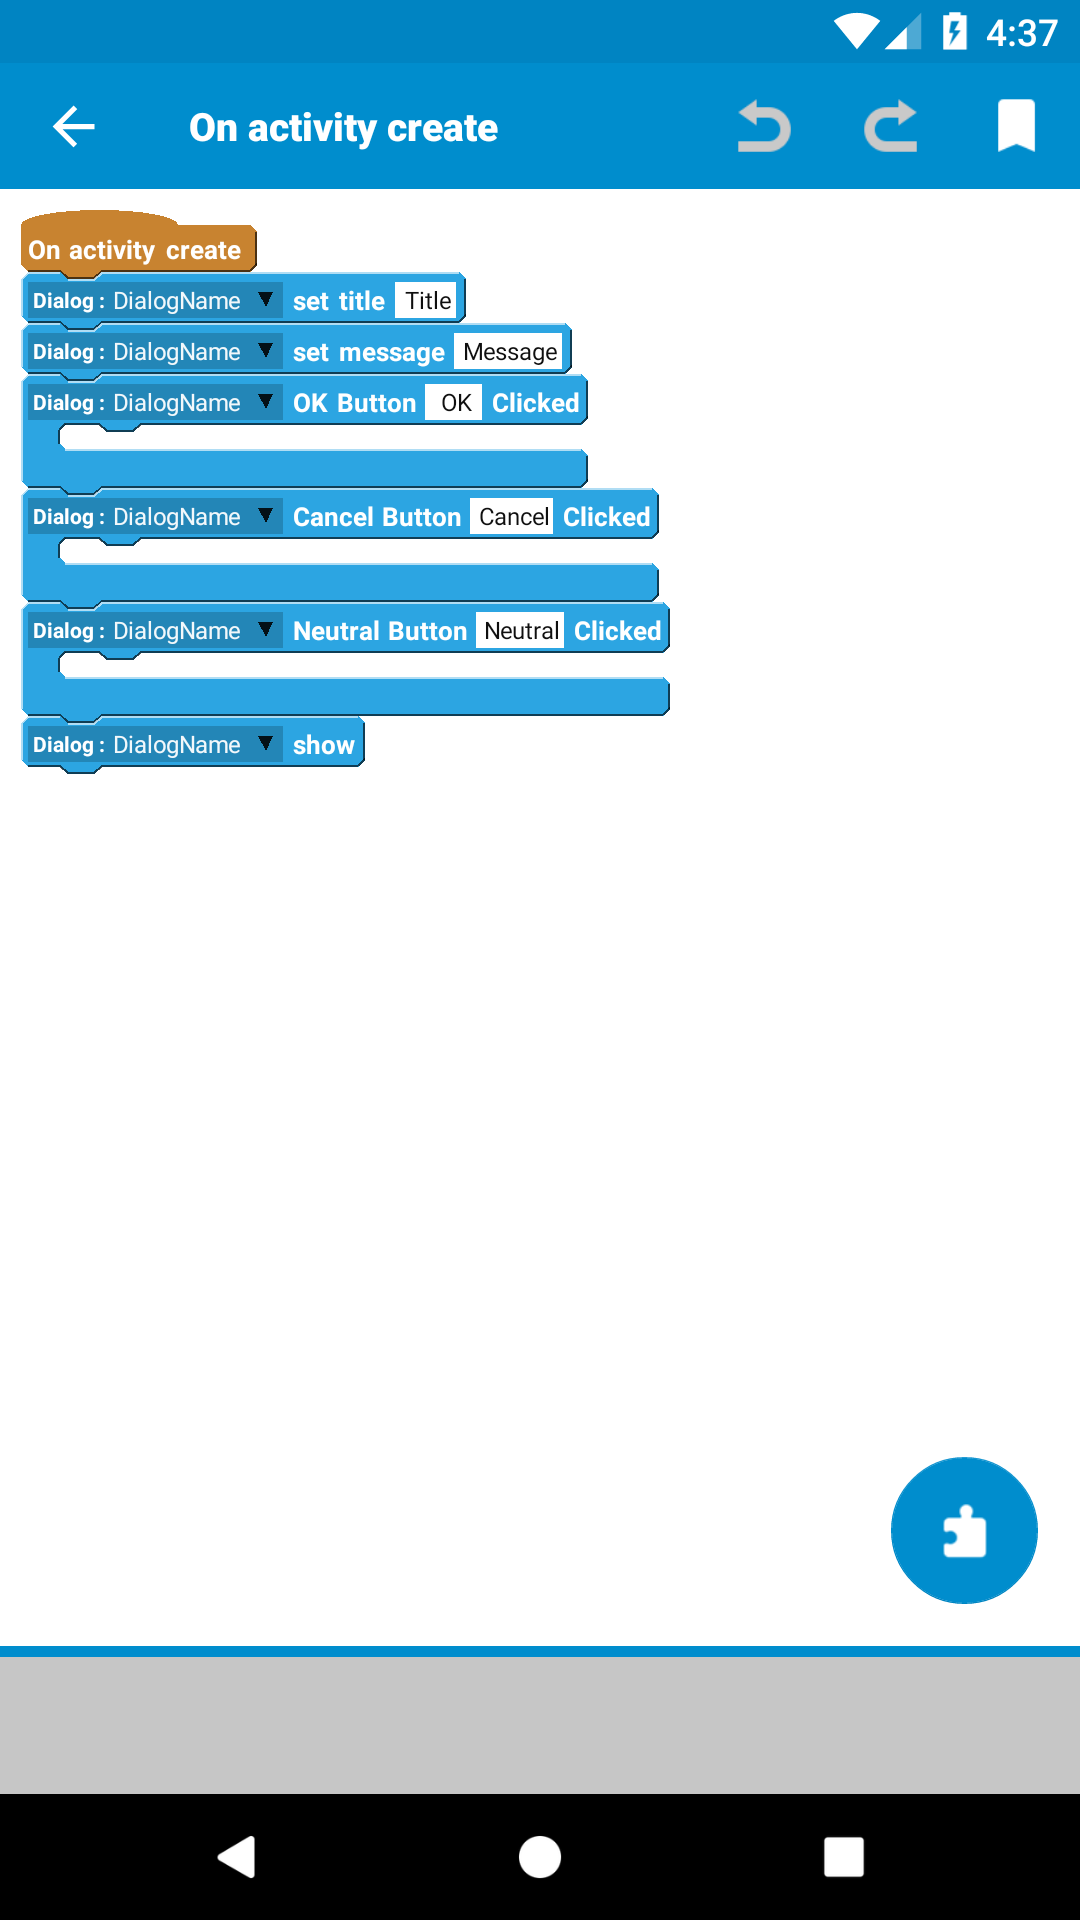 4:37
On activity create
On activity create
Dialog : DialogName ▼ set title Title
Dialog : DialogName ▼ set message Message
Dialog : DialogName ▼ OK Button OK Clicked
Dialog : DialogName ▼ Cancel Button Cancel Clicked
Dialog : DialogName ▼ Neutral Button Neutral Clicked
Dialog : DialogName ▼ show